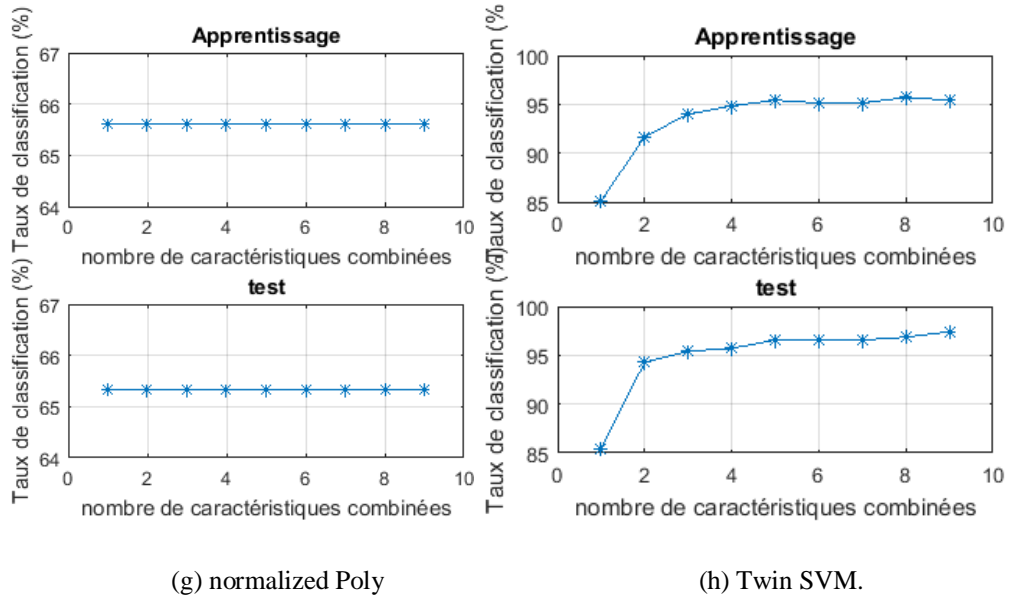 Apprentissage
Taux de classification (%)
67
66
65
64
0 2 4 6 8 10
nombre de caractéristiques combinées
test
Taux de classification (%)
67
66
65
64
0 2 4 6 8 10
nombre de caractéristiques combinées
(g) normalized Poly
Apprentissage
Taux de classification (%)
100
95
90
85
0 2 4 6 8 10
nombre de caractéristiques combinées
test
Taux de classification (%)
100
95
90
85
0 2 4 6 8 10
nombre de caractéristiques combinées
(h) Twin SVM.